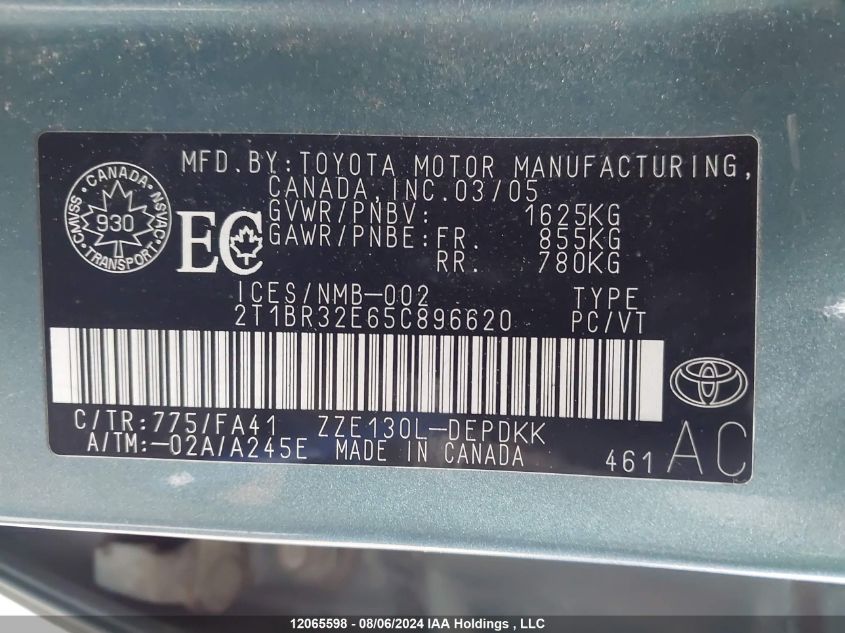 MFD.BY:TOYOTA MOTOR MANUFACTURING,
CANADA,INC.03/05
GVWR/PNBV: 1625KG
GAWR/PNBE:FR. 855KG
RR. 780KG
CANADA
CMVSS 930 NSVAC
TRANSPORT
EC
ICES/NMB-002 TYPE
2T1BR32E65C896620 PC/VT
C/TR:775/FA41 ZZE130L-DEPDKK
A/TM:-02A/A245E MADE IN CANADA
461 AC
12065598 - 08/06/2024 IAA Holdings , LLC